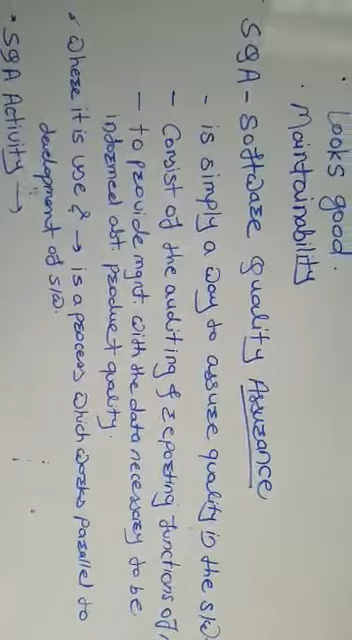 • Looks good.
• Maintainability
• SQA - Software Quality Assurance
- is simply a way to assure quality in the s/w
- Consist of the auditing & reporting functions of
- to provide mgnt. with the data necessary to be
informed abt. product quality.
• Where it is use? → is a process which works parallel to
development of s/w.
• SQA Activity →